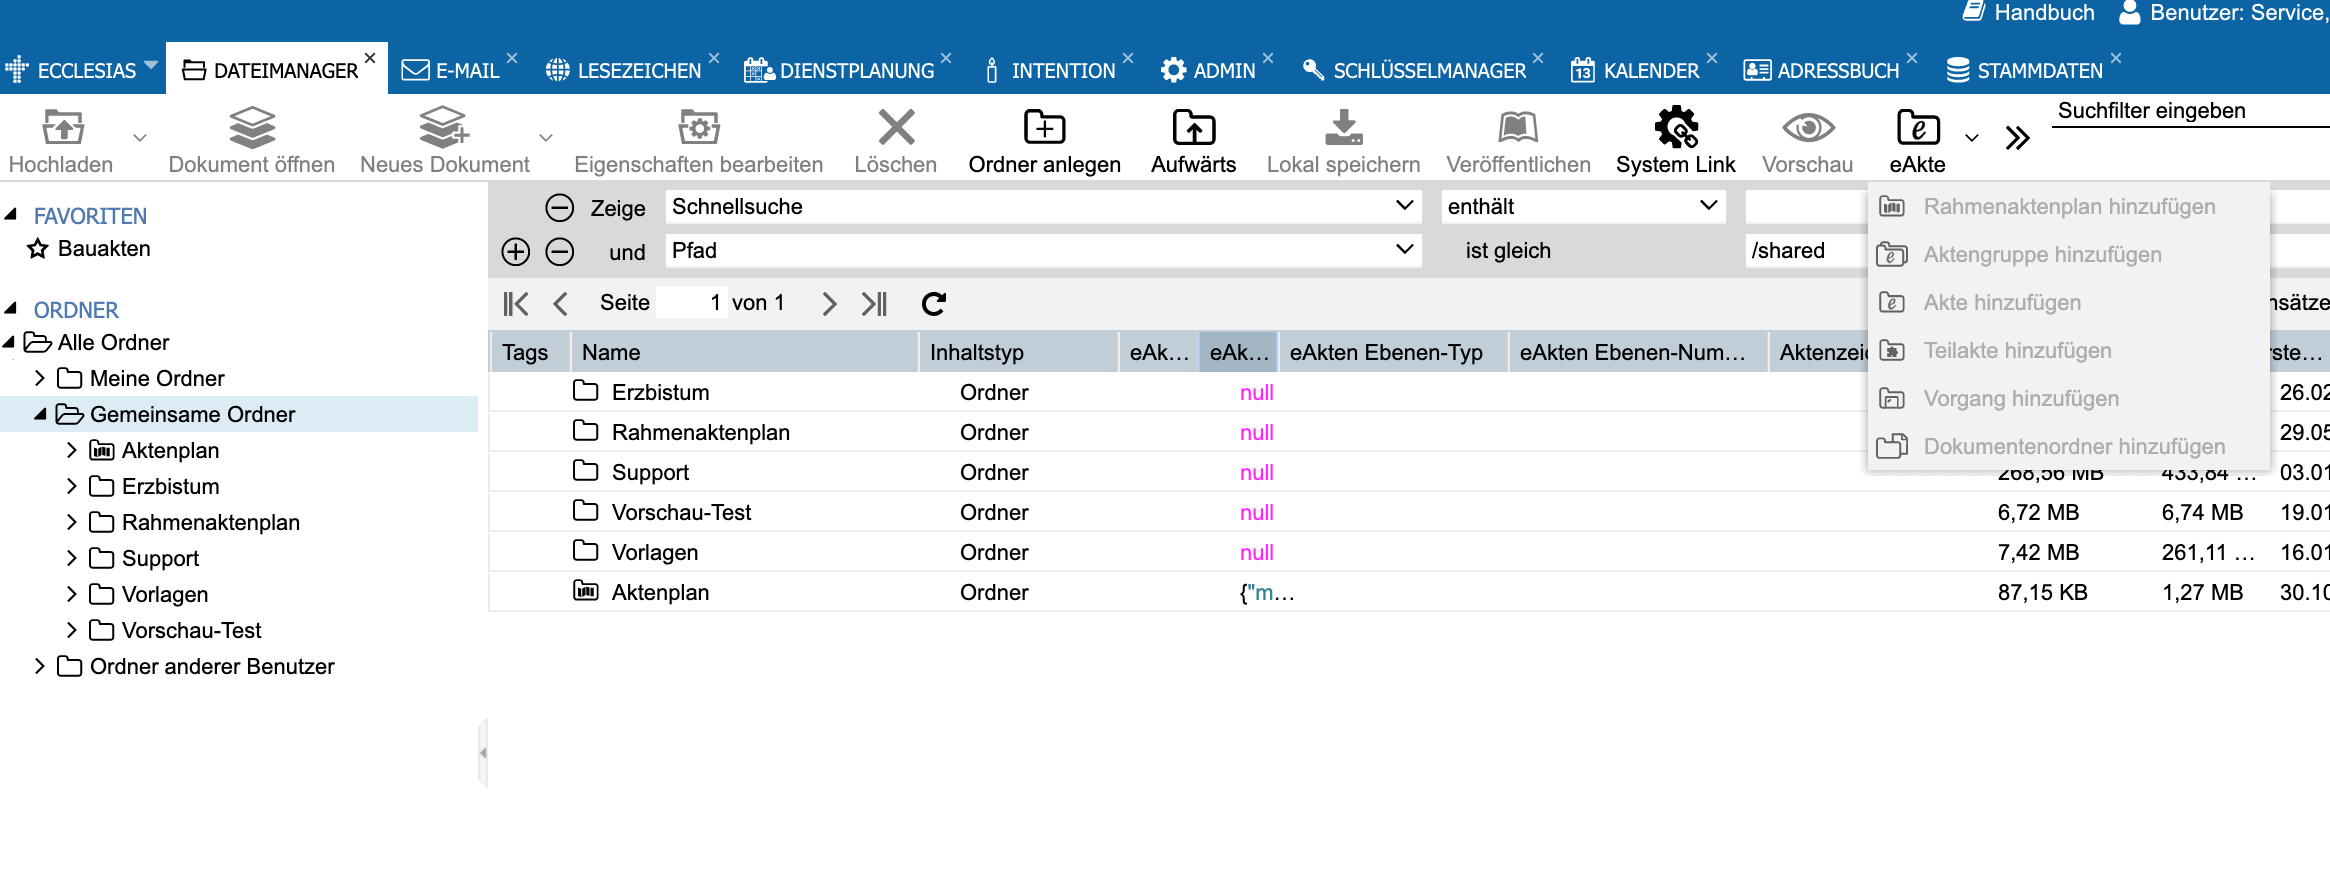 Handbuch Benutzer: Service,
ECCLESIAS DATEIMANAGER E-MAIL LESEZEICHEN DIENSTPLANUNG INTENTION ADMIN SCHLÜSSELMANAGER 13 KALENDER ADRESSBUCH STAMMDATEN
Hochladen Dokument öffnen Neues Dokument Eigenschaften bearbeiten Löschen Ordner anlegen Aufwärts Lokal speichern Veröffentlichen System Link Vorschau eAkte
Suchfilter eingeben
FAVORITEN
Bauakten
ORDNER
Alle Ordner
Meine Ordner
Gemeinsame Ordner
Aktenplan
Erzbistum
Rahmenaktenplan
Support
Vorlagen
Vorschau-Test
Ordner anderer Benutzer
Zeige Schnellsuche enthält
und Pfad ist gleich /shared
Seite 1 von 1
Tags Name Inhaltstyp eAk... eAk... eAkten Ebenen-Typ eAkten Ebenen-Num...
Erzbistum Ordner null 26.02
Rahmenaktenplan Ordner null 29.05
Support Ordner null 268,56 MB 433,84 ... 03.01
Vorschau-Test Ordner null 6,72 MB 6,74 MB 19.01
Vorlagen Ordner null 7,42 MB 261,11 ... 16.01
Aktenplan Ordner {"m... 87,15 KB 1,27 MB 30.10
Rahmenaktenplan hinzufügen
Aktengruppe hinzufügen
Akte hinzufügen
Teilakte hinzufügen
Vorgang hinzufügen
Dokumentenordner hinzufügen